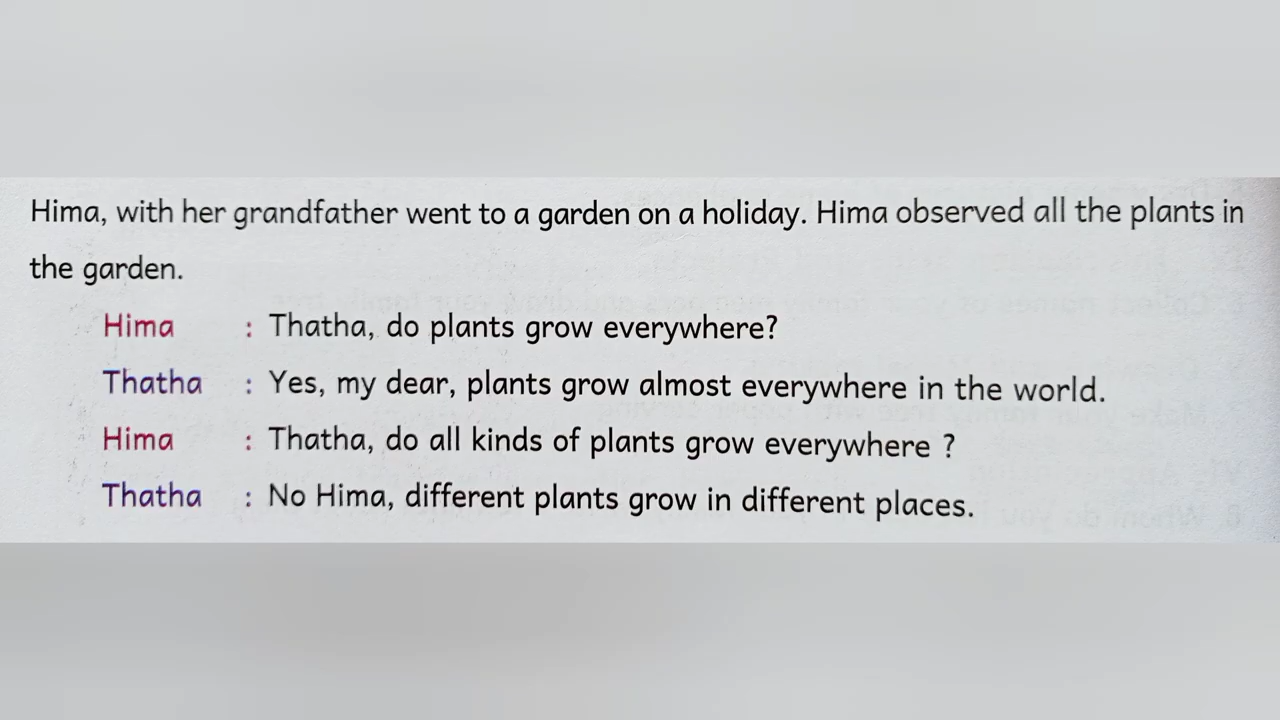 Hima, with her grandfather went to a garden on a holiday. Hima observed all the plants in
the garden.
Hima : Thatha, do plants grow everywhere?
Thatha : Yes, my dear, plants grow almost everywhere in the world.
Hima : Thatha, do all kinds of plants grow everywhere ?
Thatha : No Hima, different plants grow in different places.